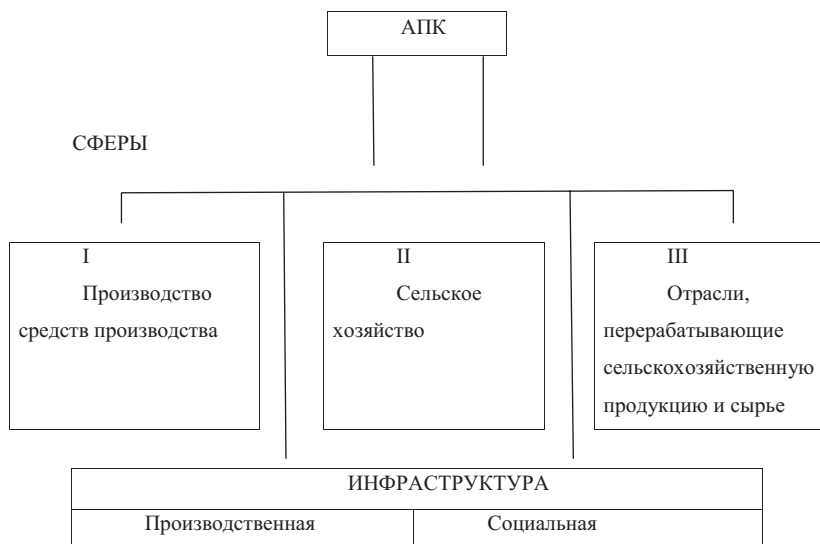 АПК
СФЕРЫ
I
Производство
средств производства
II
Сельское
хозяйство
III
Отрасли,
перерабатывающие
сельскохозяйственную
продукцию и сырье
ИНФРАСТРУКТУРА
Производственная
Социальная